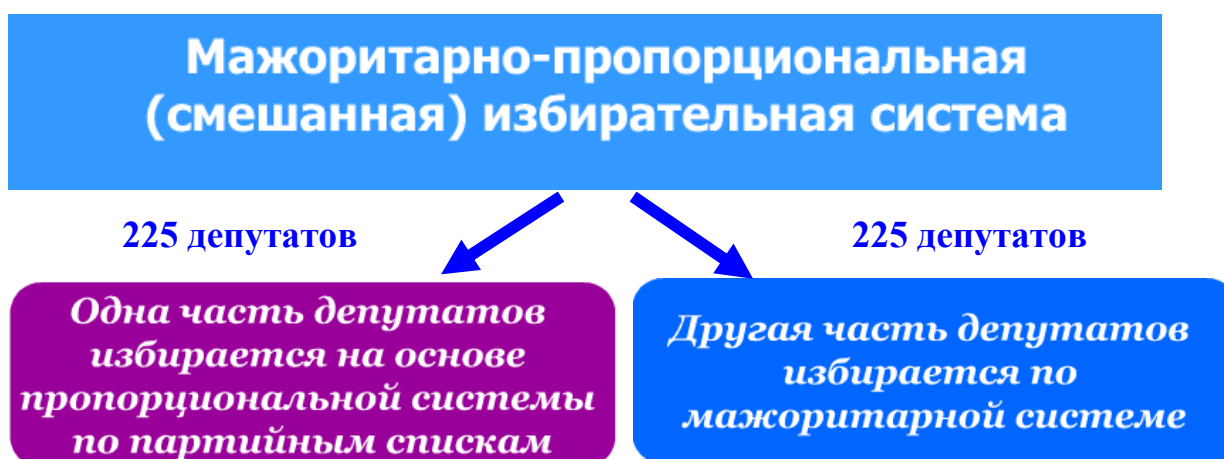 Мажоритарно-пропорциональная
(смешанная) избирательная система
225 депутатов
225 депутатов
Одна часть депутатов
избирается на основе
пропорциональной системы
по партийным спискам
Другая часть депутатов
избирается по
мажоритарной системе